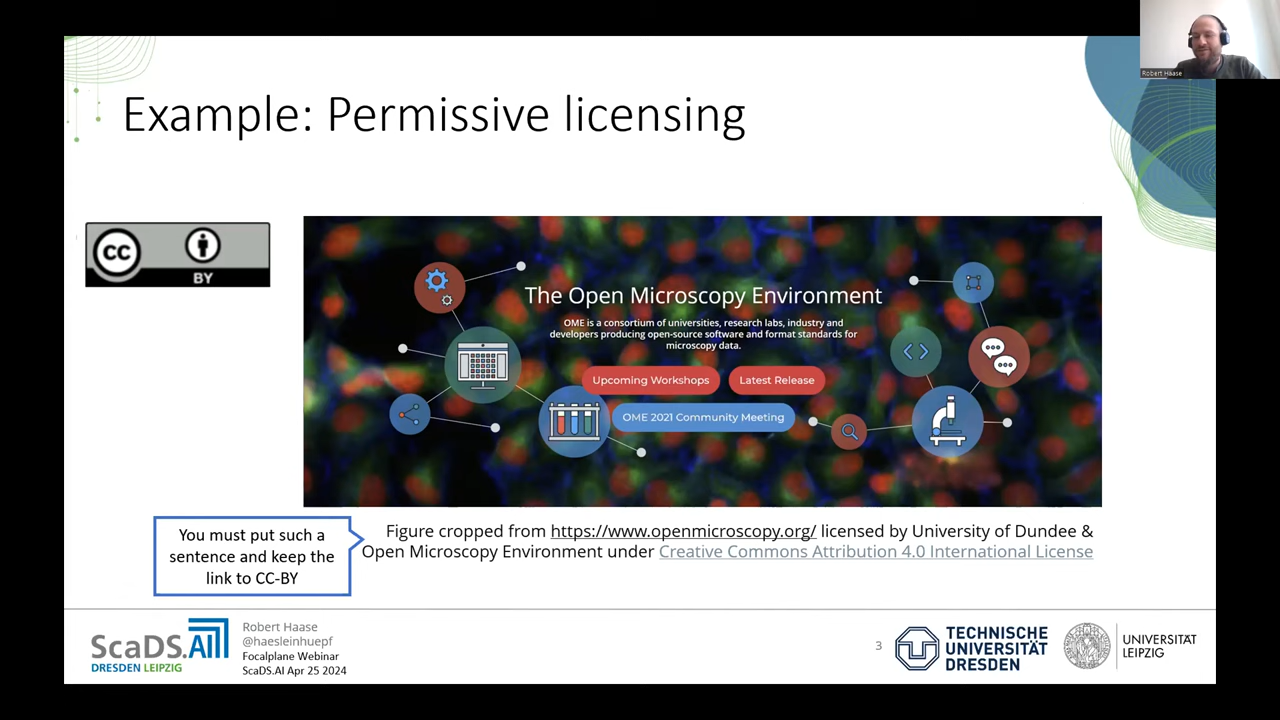 Robert Haase
Example: Permissive licensing
CC
BY
The Open Microscopy Environment
OME is a consortium of universities, research labs, industry and
developers producing open-source software and format standards for
microscopy data.
Upcoming Workshops
Latest Release
OME 2021 Community Meeting
You must put such a
sentence and keep the
link to CC-BY
Figure cropped from https://www.openmicroscopy.org/ licensed by University of Dundee &
Open Microscopy Environment under Creative Commons Attribution 4.0 International License
ScaDS.AI
DRESDEN LEIPZIG
Robert Haase
@haesleinhuepf
Focalplane Webinar
ScaDS.AI Apr 25 2024
3
TECHNISCHE
UNIVERSITÄT
DRESDEN
UNIVERSITÄT
LEIPZIG